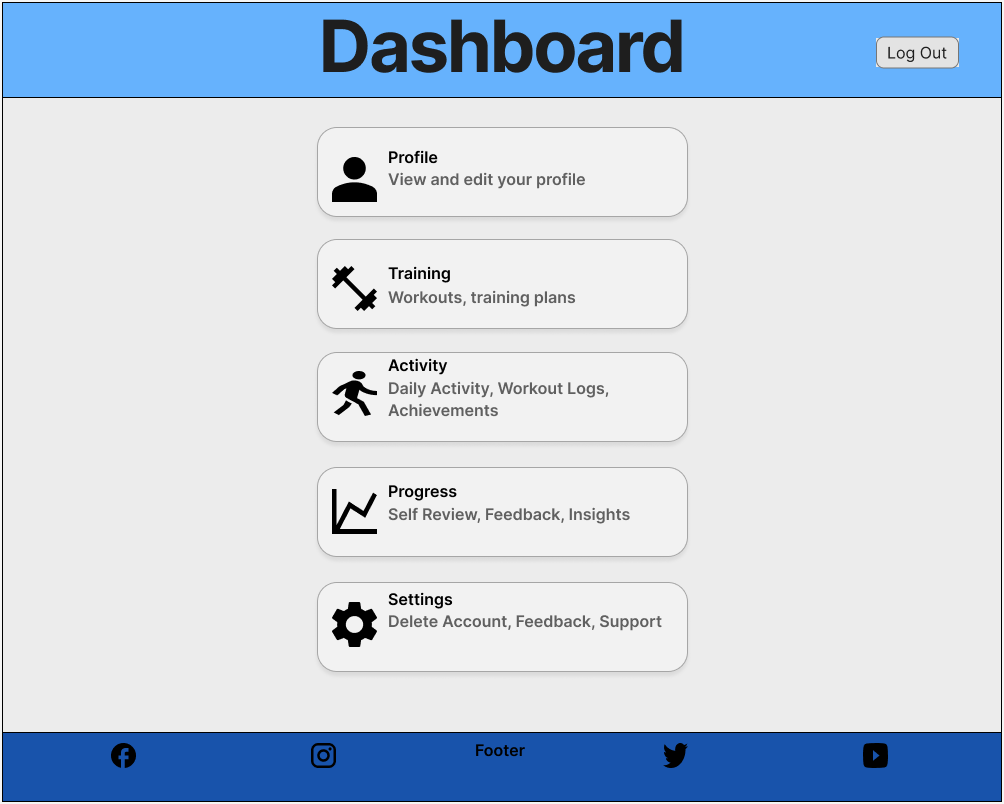 Dashboard
Log Out
Profile
View and edit your profile
Training
Workouts, training plans
Activity
Daily Activity, Workout Logs,
Achievements
Progress
Self Review, Feedback, Insights
Settings
Delete Account, Feedback, Support
Footer